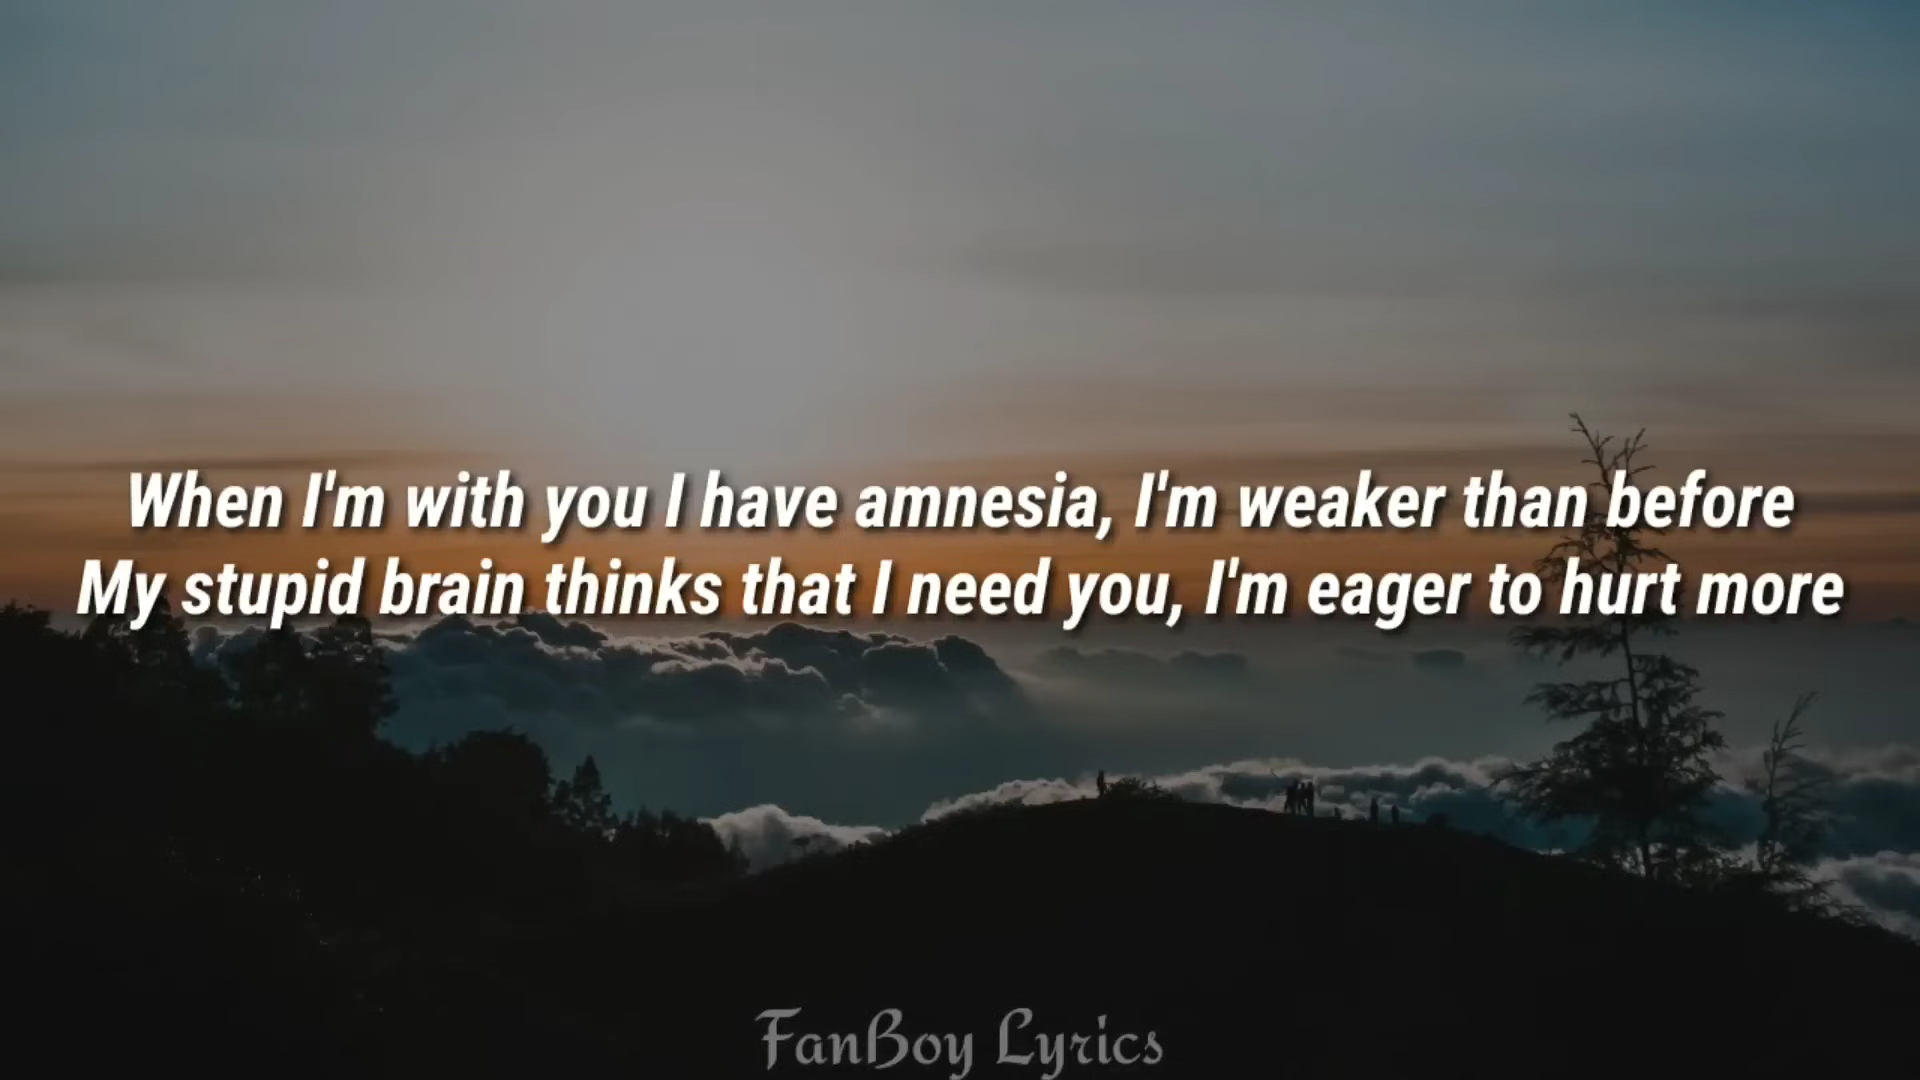 When I'm with you I have amnesia, I'm weaker than before
My stupid brain thinks that I need you, I'm eager to hurt more
FanBoy Lyrics